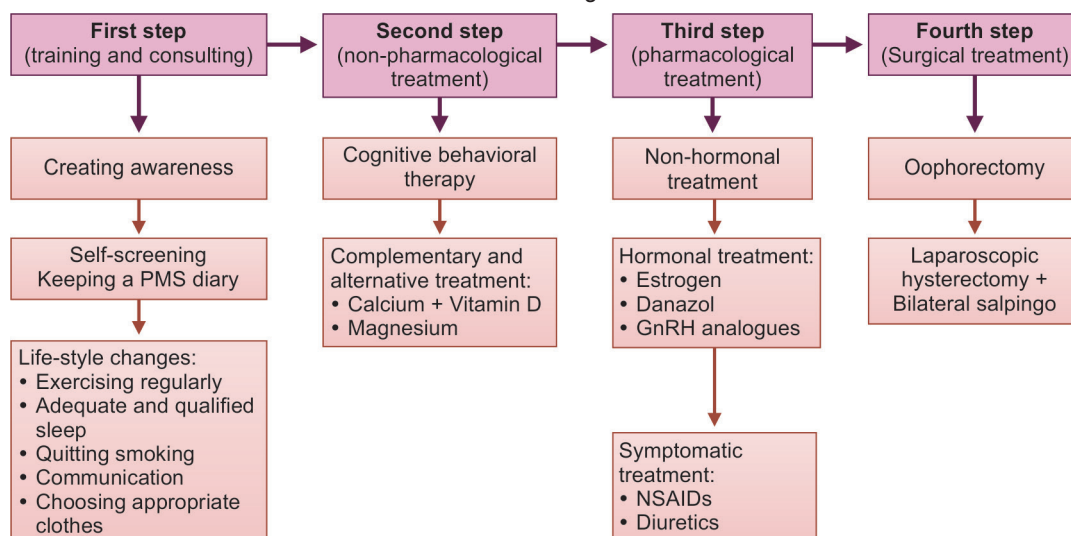 First step
(training and consulting)
Second step
(non-pharmacological
treatment)
Third step
(pharmacological
treatment)
Fourth step
(Surgical treatment)
Creating awareness
Self-screening
Keeping a PMS diary
Life-style changes:
• Exercising regularly
• Adequate and qualified
sleep
• Quitting smoking
• Communication
• Choosing appropriate
clothes
Cognitive behavioral
therapy
Complementary and
alternative treatment:
• Calcium + Vitamin D
• Magnesium
Non-hormonal
treatment
Hormonal treatment:
• Estrogen
• Danazol
• GnRH analogues
Symptomatic
treatment:
• NSAIDs
• Diuretics
Oophorectomy
Laparoscopic
hysterectomy +
Bilateral salpingo